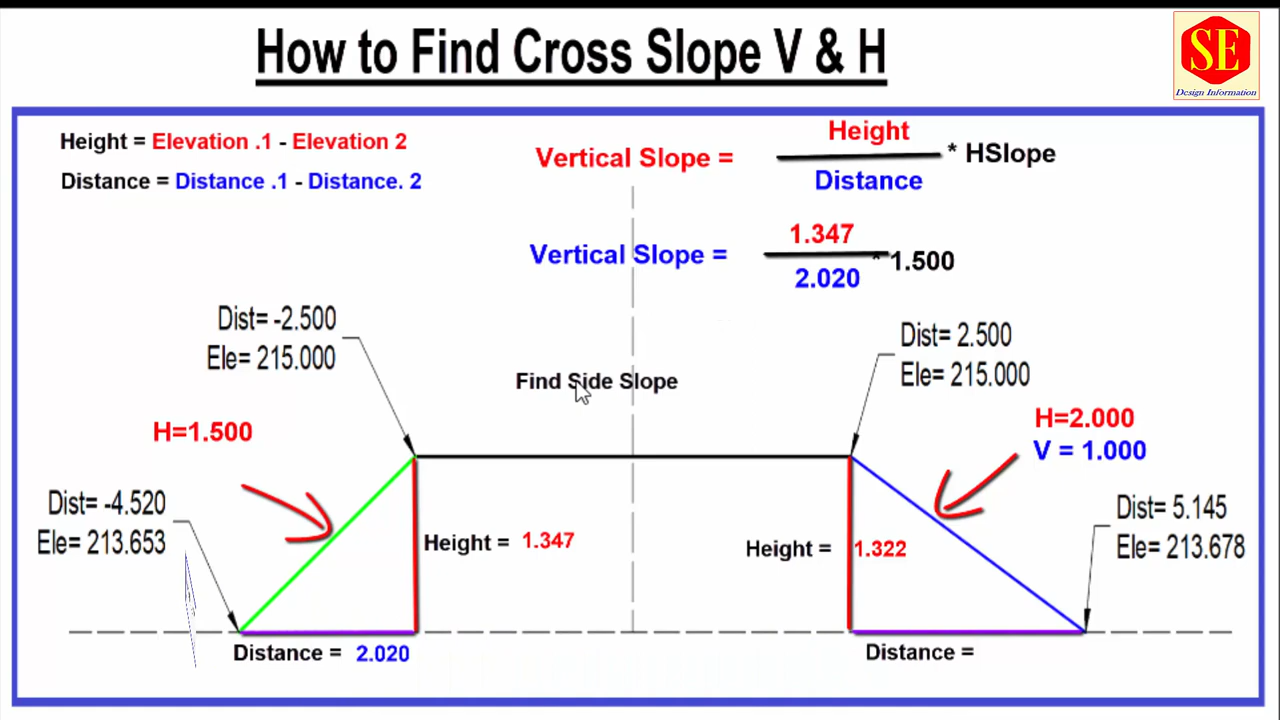 How to Find Cross Slope V & H
SE
Design Information
Height = Elevation .1 - Elevation 2
Distance = Distance .1 - Distance. 2
Vertical Slope = Height / Distance * HSlope
Vertical Slope = 1.347 / 2.020 * 1.500
Dist= -2.500
Ele= 215.000
Dist= 2.500
Ele= 215.000
Find Side Slope
H=1.500
H=2.000
V = 1.000
Dist= -4.520
Ele= 213.653
Dist= 5.145
Ele= 213.678
Height = 1.347
Height = 1.322
Distance = 2.020
Distance =